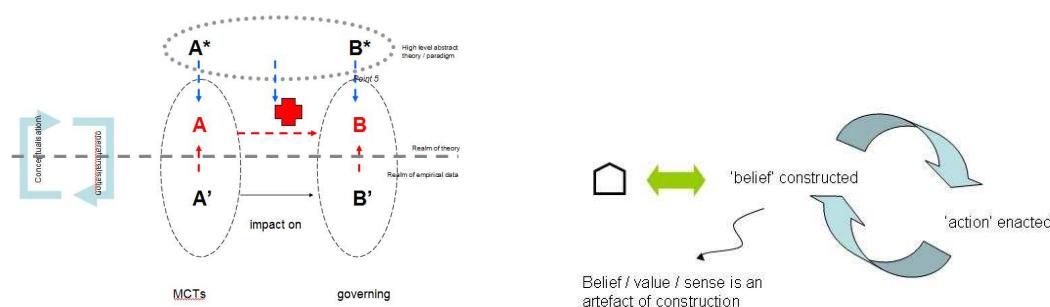 A*
B*
High level abstract
theory / paradigm
Point 5
A
B
Conceptualisation
operationalisation
Realm of theory
Realm of empirical data
A'
B'
impact on
MCTs
governing
'belief' constructed
'action' enacted
Belief / value / sense is an
artefact of construction